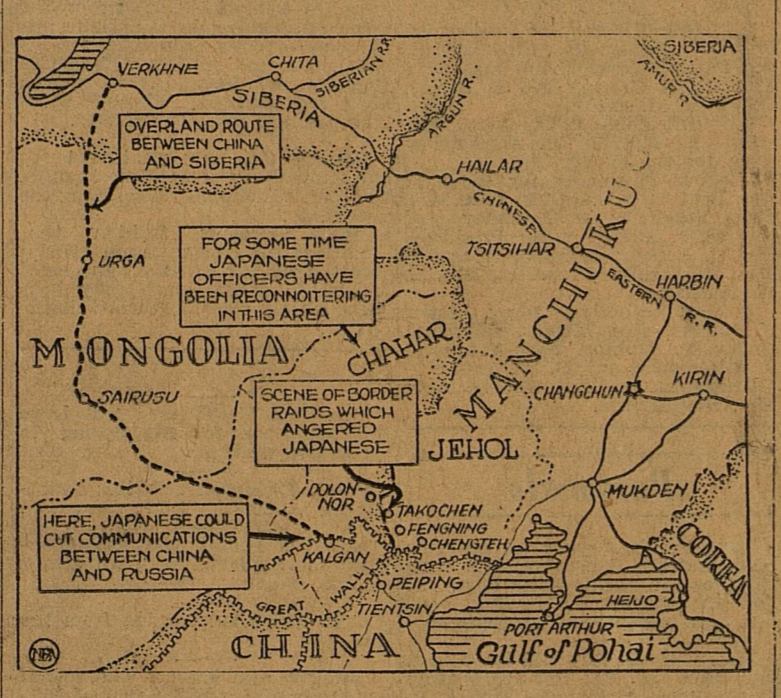 SIBERIA
AMUR R.
VERKHNE
CHITA
SIBERIAN R.R.
SIBERIA
ARGUN R.
OVERLAND ROUTE
BETWEEN CHINA
AND SIBERIA
HAILAR
CHINESE
TSITSIHAR
EASTERN
HARBIN
R. R.
URGA
FOR SOME TIME
JAPANESE
OFFICERS HAVE
BEEN RECONNOITERING
IN THIS AREA
MONGOLIA
CHAHAR
MANCHUKUO
SAIRUSU
SCENE OF BORDER
RAIDS WHICH
ANGERED
JAPANESE
CHANGCHUN
KIRIN
JEHOL
DOLON-
NOR
TAKOCHEN
FENGNING
CHENGTEH
MUKDEN
HERE, JAPANESE COULD
CUT COMMUNICATIONS
BETWEEN CHINA
AND RUSSIA
KALGAN
COREA
PEIPING
GREAT WALL
TIENTSIN
HEIJO
PORT ARTHUR
CHINA
Gulf of Pohai
NEA